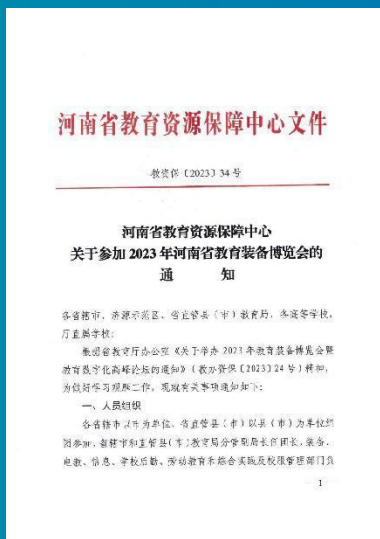 河南省教育资源保障中心文件
教资保〔2023〕34号
河南省教育资源保障中心
关于参加2023年河南省教育装备博览会的
通 知
各省辖市、济源示范区、省直管县（市）教育局，各高等学校，
厅直属学校：
根据省教育厅办公室《关于举办2023年教育装备博览会暨
教育数字化高峰论坛的通知》（教办资保〔2023〕24号）精神，
为做好学习观摩工作，现就有关事项通知如下：
一、人员组织
各省辖市以市为单位、省直管县（市）以县（市）为单位组
团参加，省辖市和直管县（市）教育局分管副局长任团长，装备、
电教、信息、学校后勤、劳动教育和综合实践及校服管理部门负
1